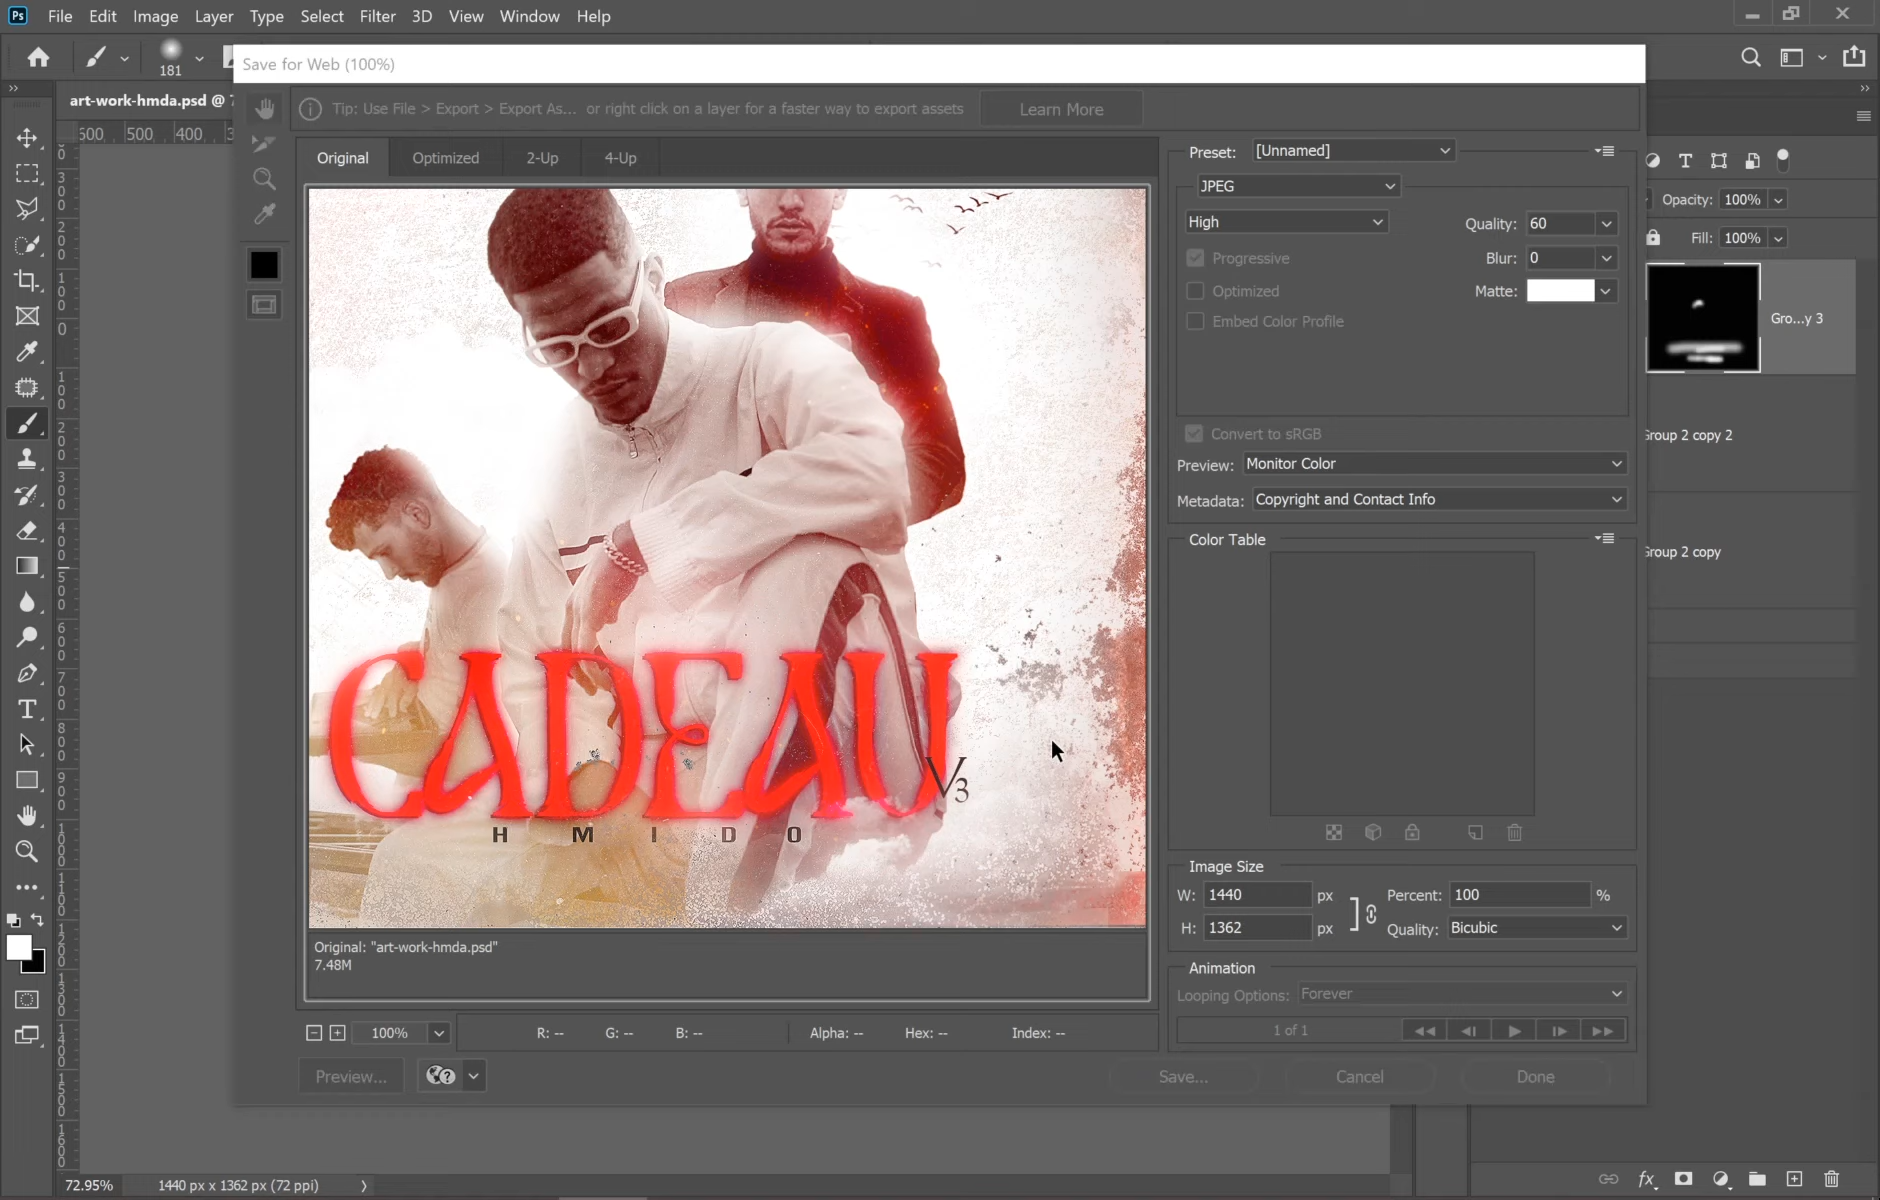 Ps File Edit Image Layer Type Select Filter 3D View Window Help
181
Save for Web (100%)
art-work-hmda.psd @
Tip: Use File > Export > Export As... or right click on a layer for a faster way to export assets
Learn More
500 400
Original Optimized 2-Up 4-Up
Preset: [Unnamed]
JPEG
High
Quality: 60
Progressive
Blur: 0
Optimized
Matte:
Embed Color Profile
Convert to sRGB
Preview: Monitor Color
Metadata: Copyright and Contact Info
Color Table
Opacity: 100%
Fill: 100%
Gro...y 3
Group 2 copy 2
Group 2 copy
CADEAU
V3
HMIDO
Original: "art-work-hmda.psd"
7.48M
Image Size
W: 1440 px
H: 1362 px
Percent: 100 %
Quality: Bicubic
Animation
Looping Options: Forever
1 of 1
100%
R: -- G: -- B: -- Alpha: -- Hex: -- Index: --
Preview...
Save... Cancel Done
72.95% 1440 px x 1362 px (72 ppi)